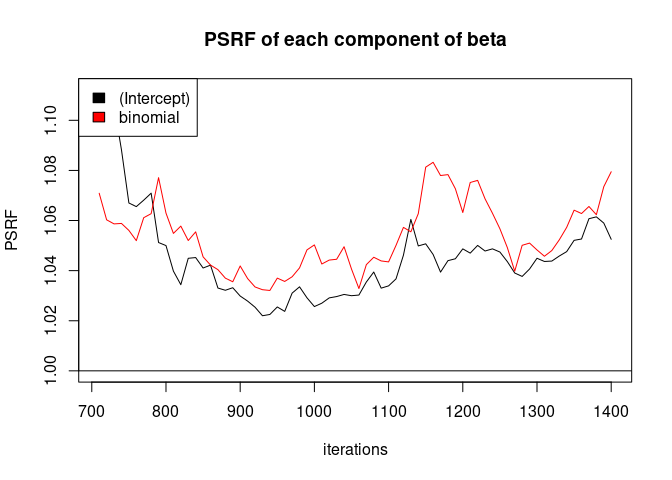 PSRF of each component of beta
(Intercept)
binomial
PSRF
1.10
1.08
1.06
1.04
1.02
1.00
700 800 900 1000 1100 1200 1300 1400
iterations